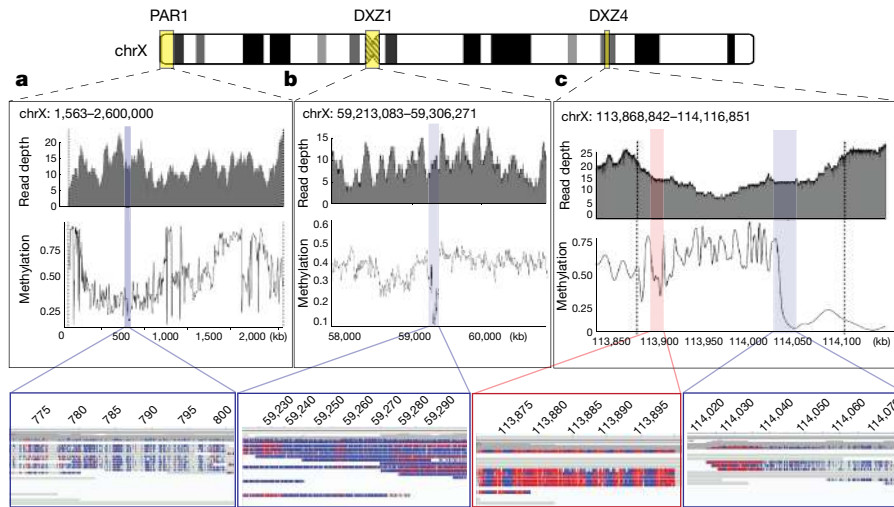 PAR1 DXZ1 DXZ4
chrX
a
chrX: 1,563–2,600,000
Read depth
20
15
10
5
0
Methylation
0.75
0.50
0.25
0 500 1,000 1,500 2,000 (kb)
775 780 785 790 795 800
b
chrX: 59,213,083–59,306,271
Read depth
15
10
5
0
Methylation
0.6
0.5
0.4
0.3
0.2
0.1
58,000 59,000 60,000 (kb)
59,230 59,240 59,250 59,260 59,270 59,280 59,290
c
chrX: 113,868,842–114,116,851
Read depth
25
20
15
10
5
0
Methylation
0.75
0.50
0.25
0
113,850 113,900 113,950 114,000 114,050 114,100 (kb)
113,875 113,880 113,885 113,890 113,895
114,020 114,030 114,040 114,050 114,060